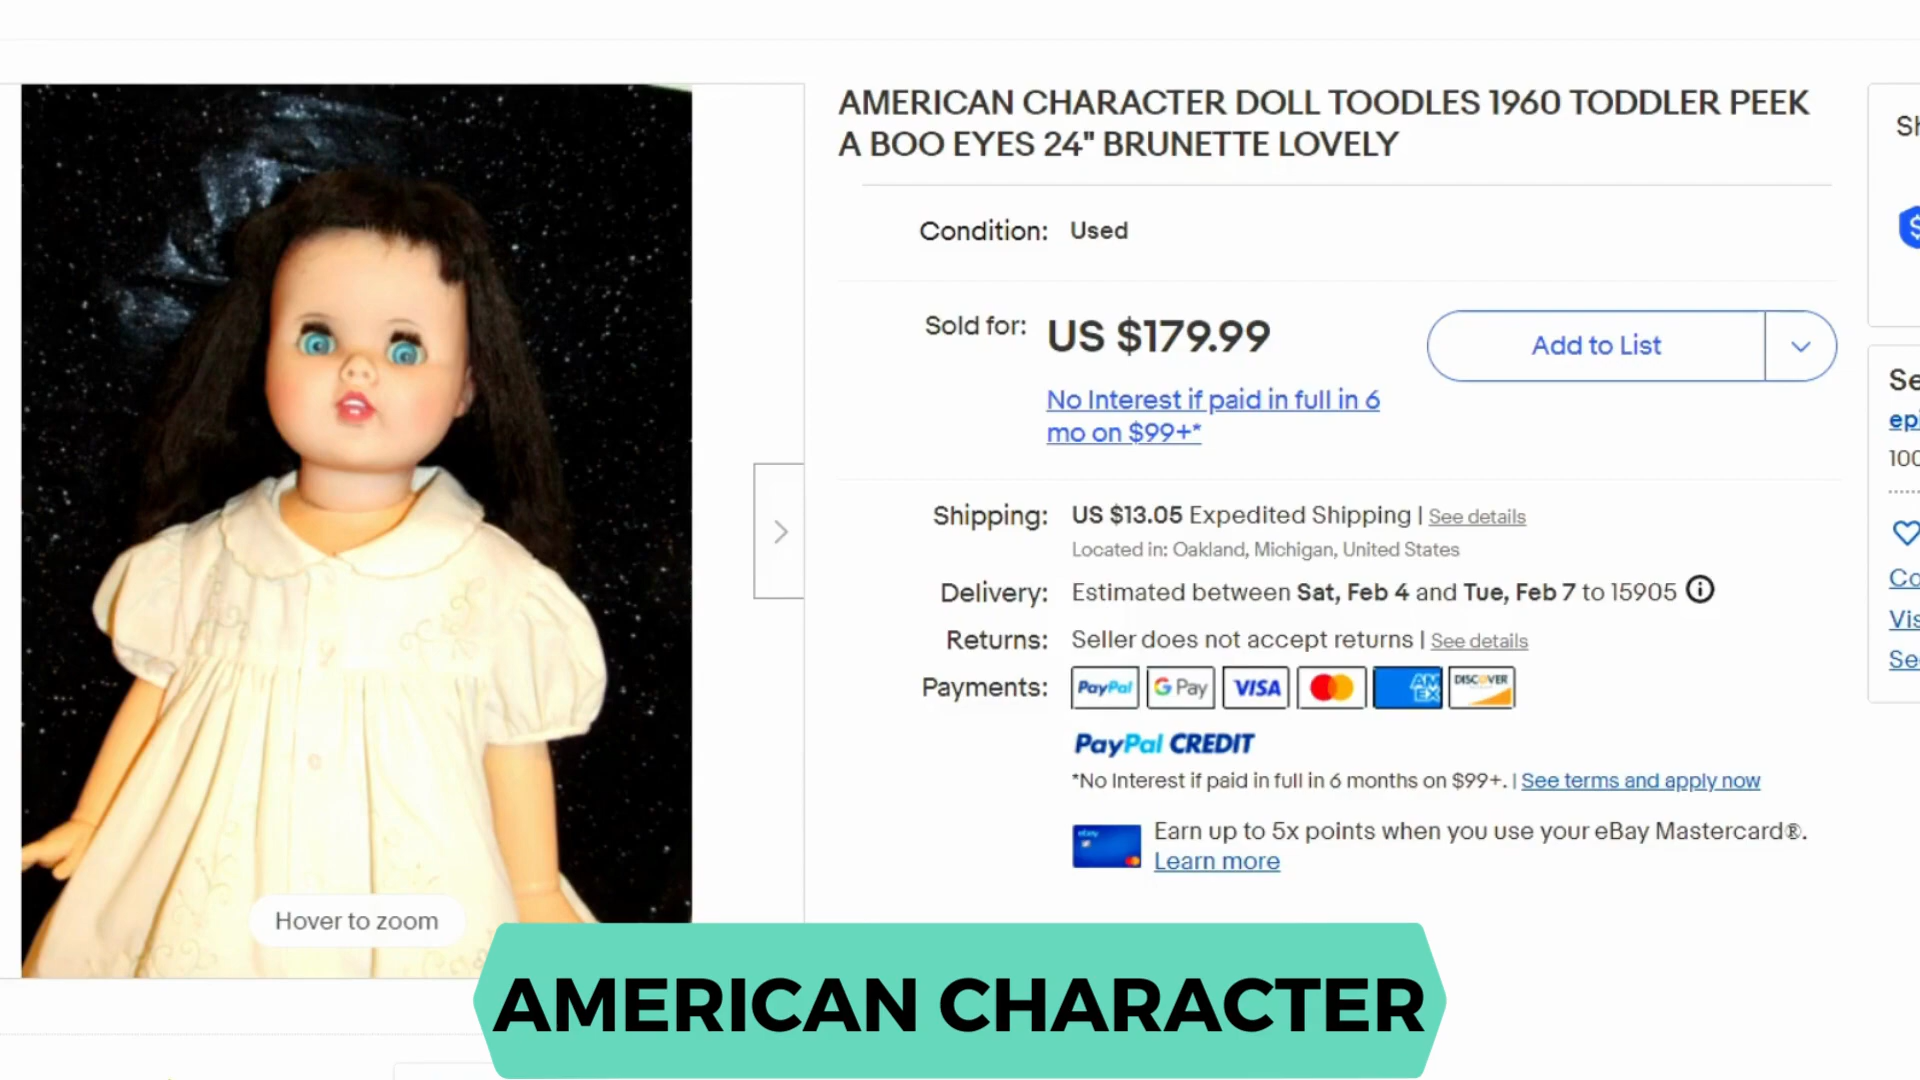 AMERICAN CHARACTER DOLL TOODLES 1960 TODDLER PEEK
A BOO EYES 24" BRUNETTE LOVELY
Condition: Used
Sold for: US $179.99
Add to List
No Interest if paid in full in 6
mo on $99+*
Shipping: US $13.05 Expedited Shipping | See details
Located in: Oakland, Michigan, United States
Delivery: Estimated between Sat, Feb 4 and Tue, Feb 7 to 15905
Returns: Seller does not accept returns | See details
Payments: PayPal G Pay VISA AM EX DISCOVER
PayPal CREDIT
*No Interest if paid in full in 6 months on $99+. | See terms and apply now
ebay
Earn up to 5x points when you use your eBay Mastercard®.
Learn more
Hover to zoom
AMERICAN CHARACTER